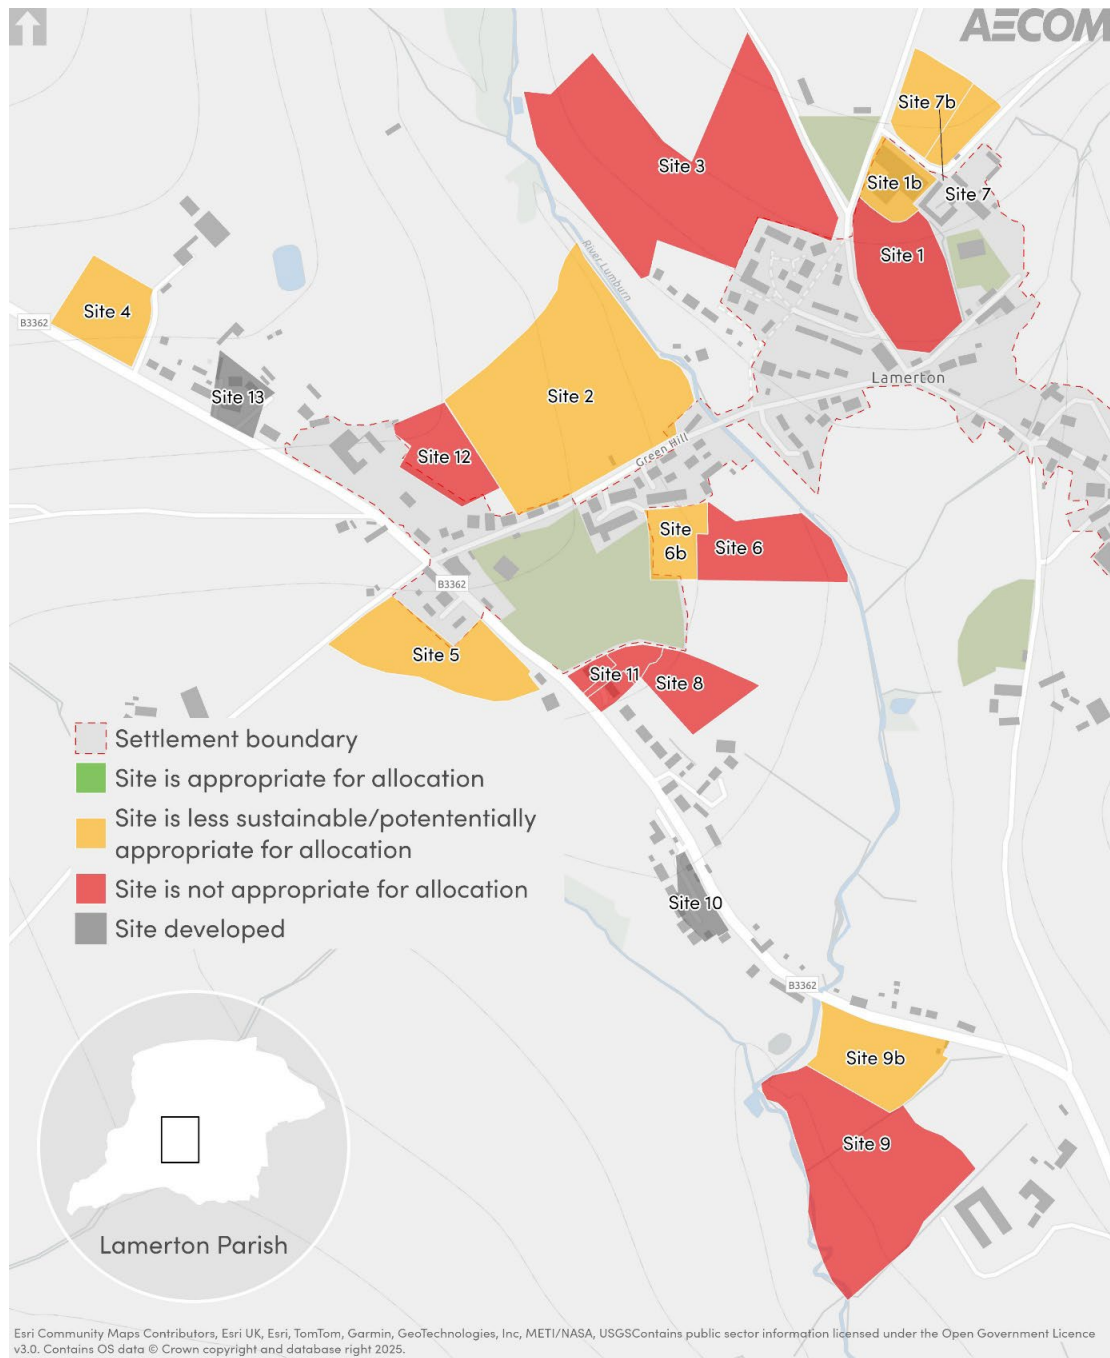 AECOM
Site 7b
Site 3
Site 1b
Site 7
River Lumburn
Site 1
Site 4
B3362
Lamerton
Site 13
Site 2
Site 12
Green Hill
Site
6b
Site 6
B3362
Site 5
Site 11
Site 8
Settlement boundary
Site is appropriate for allocation
Site is less sustainable/potententially
appropriate for allocation
Site is not appropriate for allocation
Site developed
Site 10
B3362
Site 9b
Site 9
Lamerton Parish
Esri Community Maps Contributors, Esri UK, Esri, TomTom, Garmin, GeoTechnologies, Inc, METI/NASA, USGSContains public sector information licensed under the Open Government Licence
v3.0. Contains OS data © Crown copyright and database right 2025.